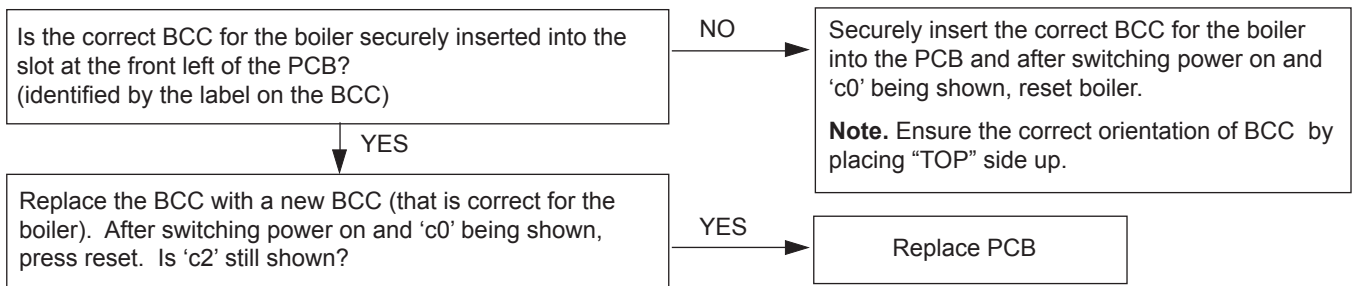 Is the correct BCC for the boiler securely inserted into the
slot at the front left of the PCB?
(identified by the label on the BCC)
NO
Securely insert the correct BCC for the boiler
into the PCB and after switching power on and
‘c0’ being shown, reset boiler.
Note. Ensure the correct orientation of BCC by
placing “TOP” side up.
YES
Replace the BCC with a new BCC (that is correct for the
boiler). After switching power on and ‘c0’ being shown,
press reset. Is ‘c2’ still shown?
YES
Replace PCB